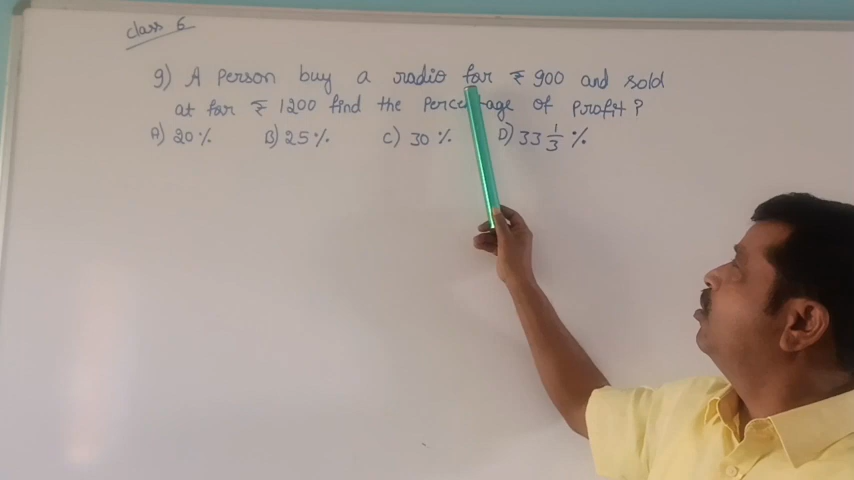 class 6
9) A person buy a radio for ₹ 900 and sold
at for ₹ 1200 find the percentage of profit?
A) 20% B) 25% C) 30% D) 33 1/3 %